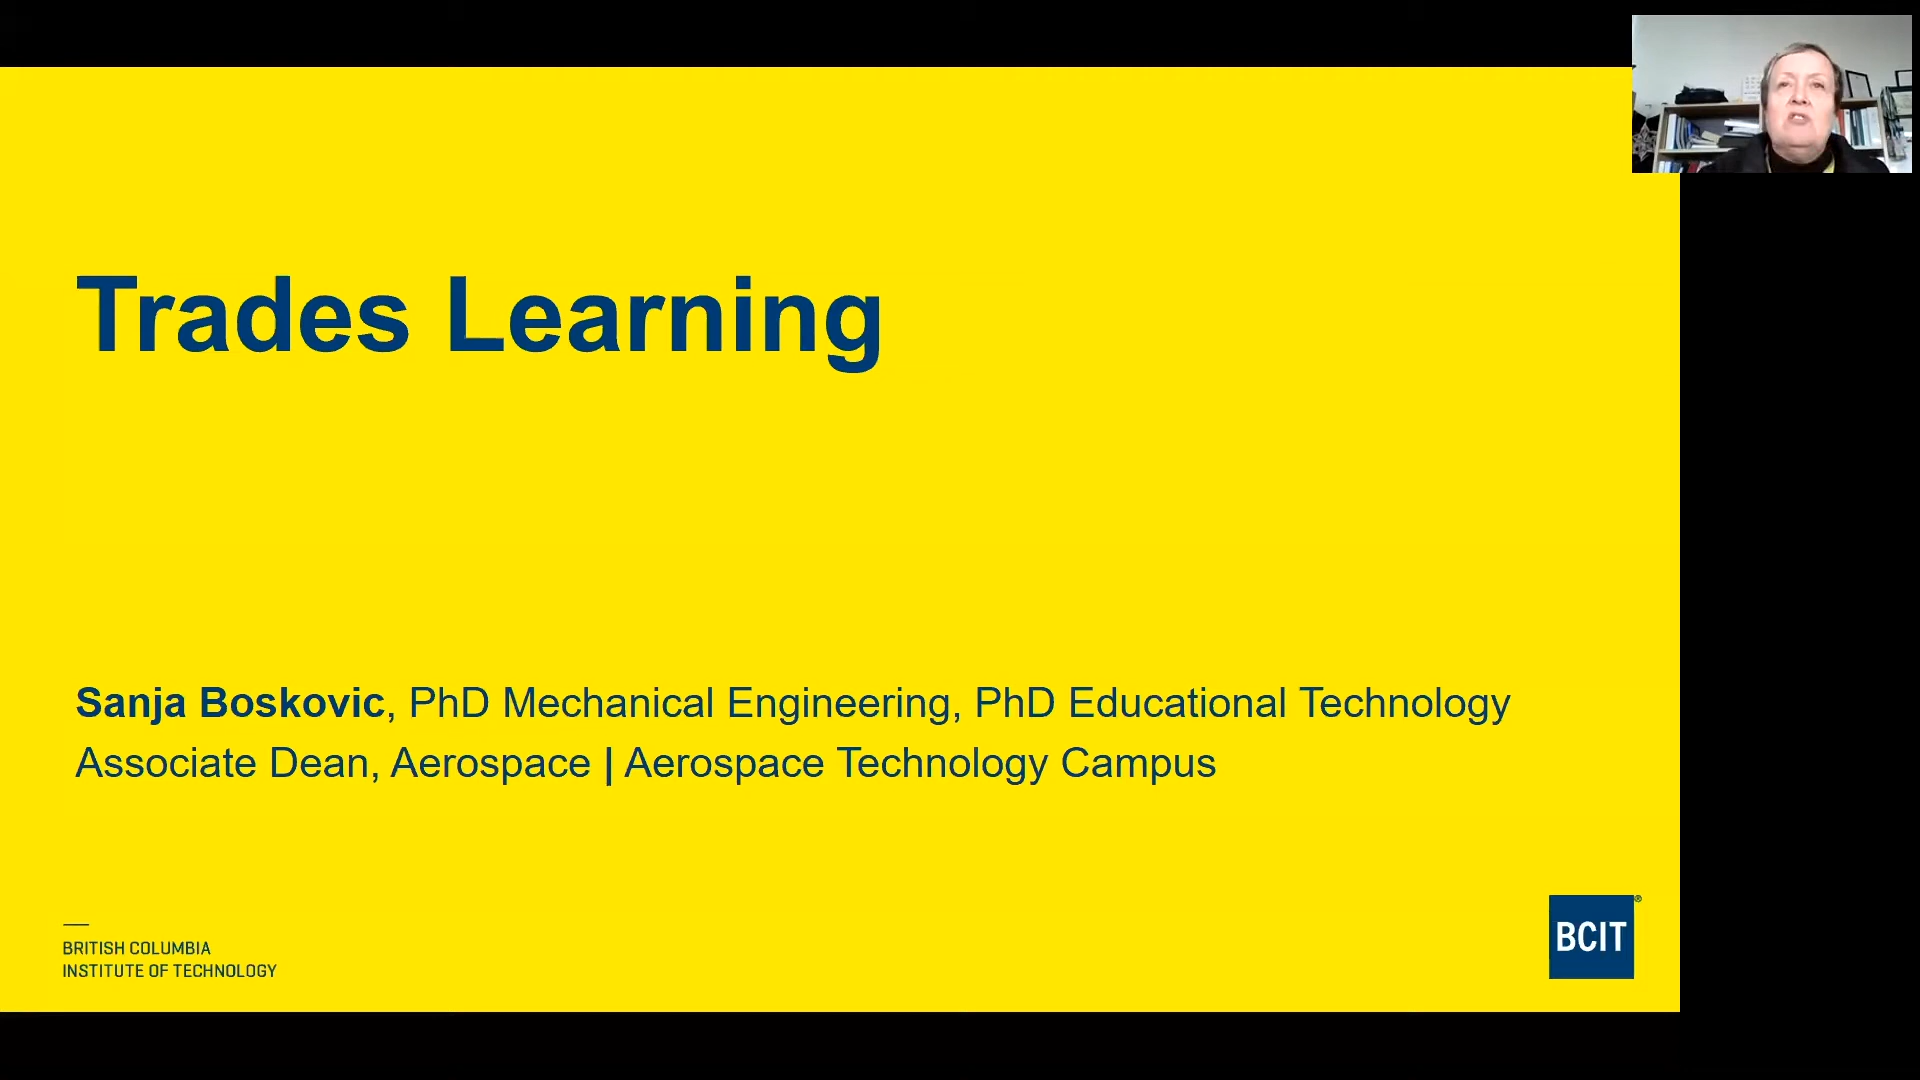 Trades Learning
Sanja Boskovic, PhD Mechanical Engineering, PhD Educational Technology
Associate Dean, Aerospace | Aerospace Technology Campus
BRITISH COLUMBIA
INSTITUTE OF TECHNOLOGY
BCIT®